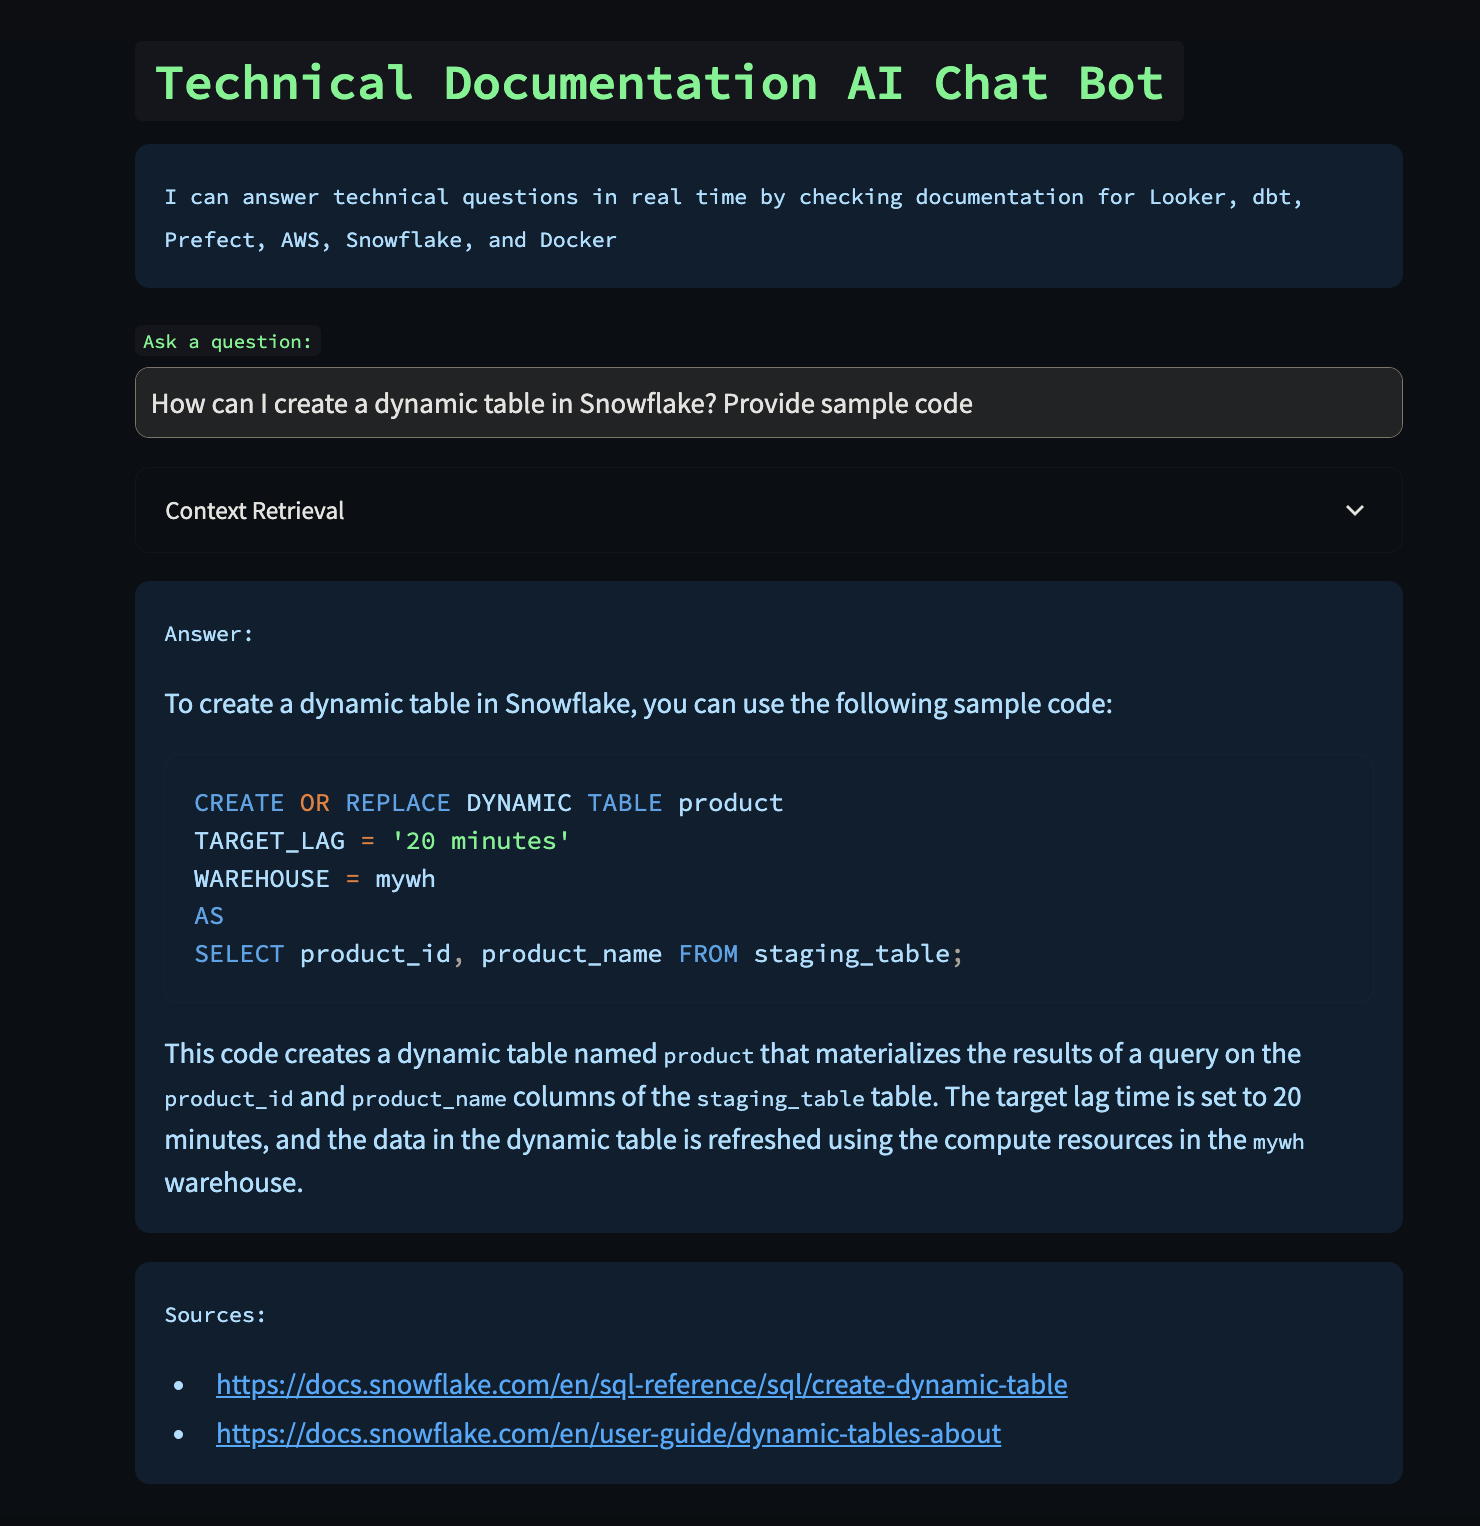 Technical Documentation AI Chat Bot
I can answer technical questions in real time by checking documentation for Looker, dbt,
Prefect, AWS, Snowflake, and Docker
Ask a question:
How can I create a dynamic table in Snowflake? Provide sample code
Context Retrieval
Answer:
To create a dynamic table in Snowflake, you can use the following sample code:
CREATE OR REPLACE DYNAMIC TABLE product
TARGET_LAG = '20 minutes'
WAREHOUSE = mywh
AS
SELECT product_id, product_name FROM staging_table;
This code creates a dynamic table named product that materializes the results of a query on the
product_id and product_name columns of the staging_table table. The target lag time is set to 20
minutes, and the data in the dynamic table is refreshed using the compute resources in the mywh
warehouse.
Sources:
• https://docs.snowflake.com/en/sql-reference/sql/create-dynamic-table
• https://docs.snowflake.com/en/user-guide/dynamic-tables-about